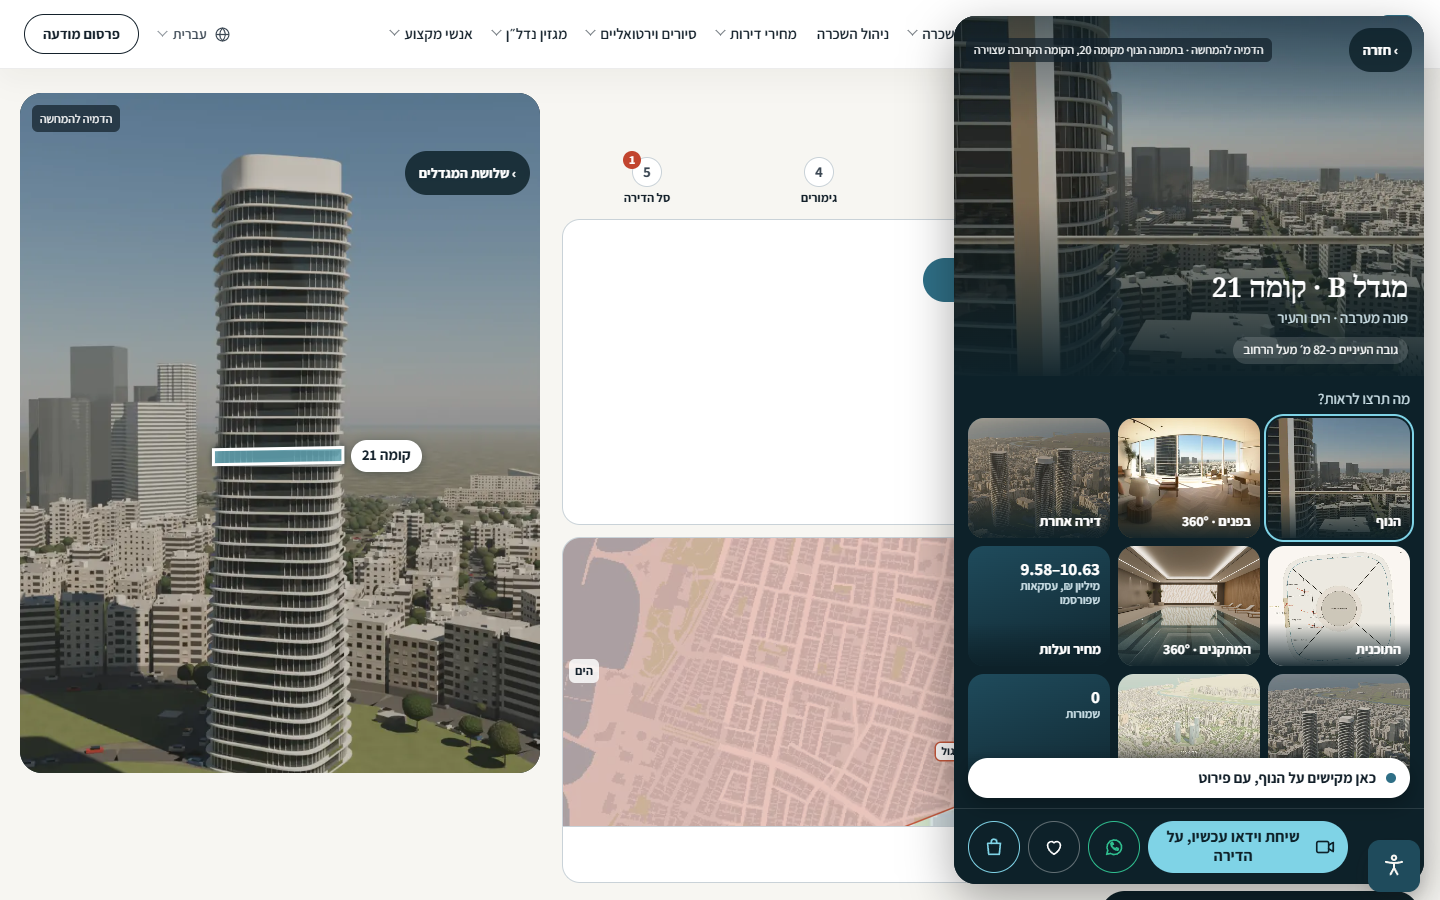 שכרה
ניהול השכרה
מחירי דירות
סיורים וירטואליים
מגזין נדל״ן
אנשי מקצוע
עברית
פרסום מודעה
‹ חזרה
הדמיה להמחשה · בתמונה הנוף מקומה 20, הקומה הקרובה שצוירה
מגדל B · קומה 21
פונה מערבה · הים והעיר
גובה העיניים כ-82 מ׳ מעל הרחוב
מה תרצו לראות?
הנוף
בפנים · 360°
דירה אחרת
התוכנית
המתקנים · 360°
9.58–10.63
מיליון ₪, עסקאות
שפורסמו
מחיר ועלות
0
שמורות
כאן מקישים על הנוף, עם פירוט
שיחת וידאו עכשיו, על
הדירה
4
גימורים
5
1
סל הדירה
הים
גול
הדמיה להמחשה
‹ שלושת המגדלים
קומה 21